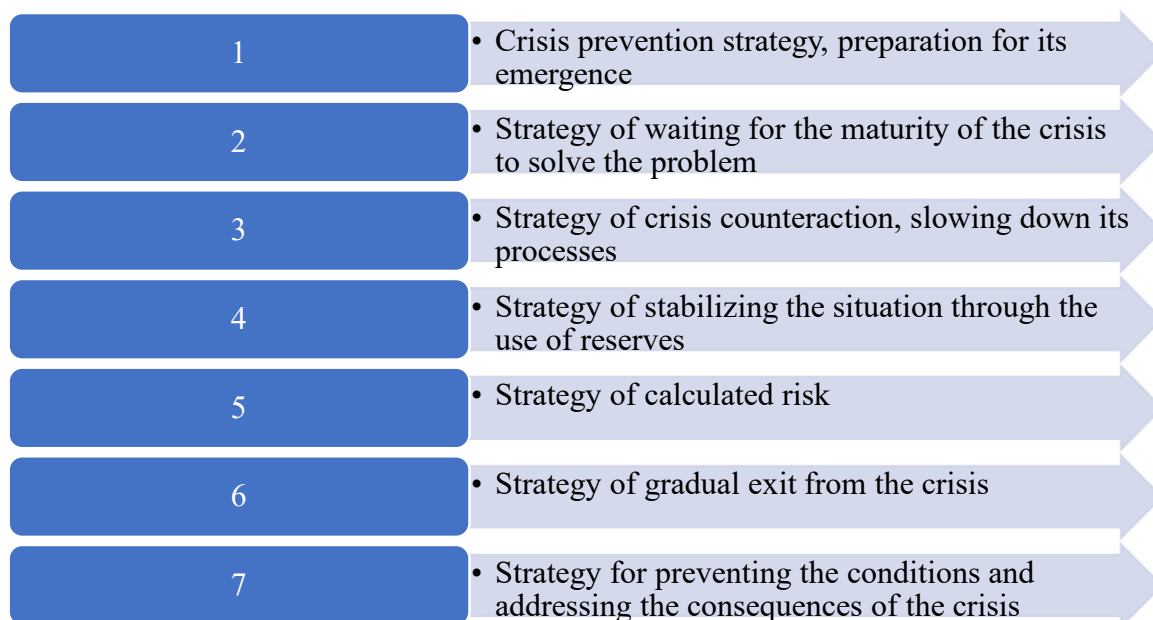 1
• Crisis prevention strategy, preparation for its
emergence
2
• Strategy of waiting for the maturity of the crisis
to solve the problem
3
• Strategy of crisis counteraction, slowing down its
processes
4
• Strategy of stabilizing the situation through the
use of reserves
5
• Strategy of calculated risk
6
• Strategy of gradual exit from the crisis
7
• Strategy for preventing the conditions and
addressing the consequences of the crisis